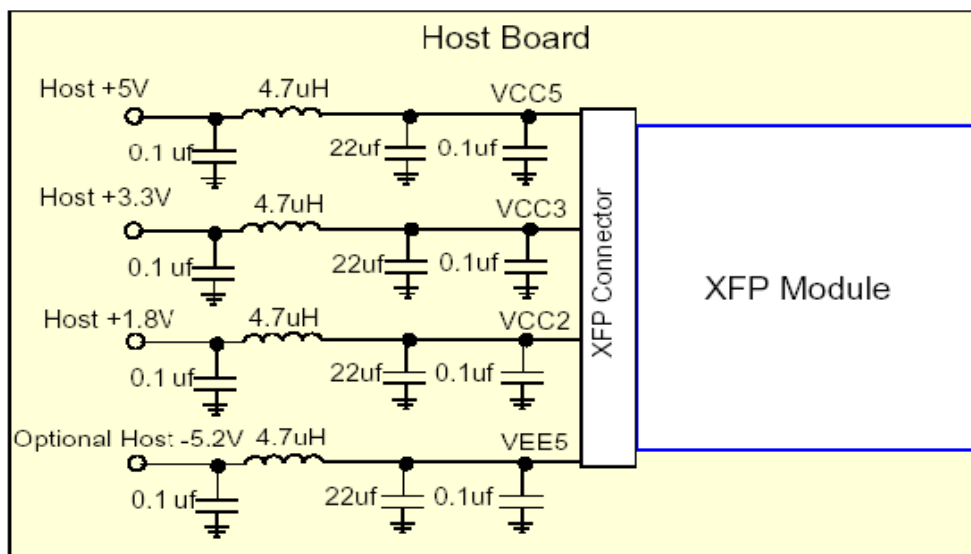 Host Board
Host +5V
4.7uH
VCC5
0.1 uf
22uf
0.1uf
Host +3.3V
4.7uH
VCC3
0.1 uf
22uf
0.1uf
Host +1.8V
4.7uH
VCC2
0.1 uf
22uf
0.1uf
Optional Host -5.2V
4.7uH
VEE5
0.1 uf
22uf
0.1uf
XFP Connector
XFP Module